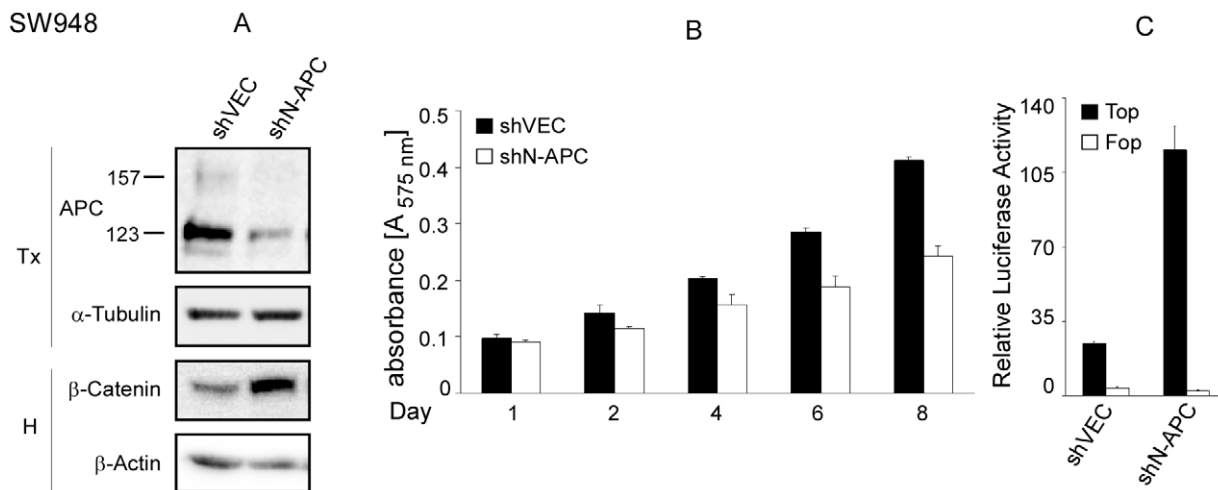 SW948
A
shVEC
shN-APC
Tx
APC
157
123
α-Tubulin
H
β-Catenin
β-Actin
B
absorbance [A 575 nm]
0.5
0.4
0.3
0.2
0.1
0
shVEC
shN-APC
Day 1 2 4 6 8
C
Relative Luciferase Activity
140
105
70
35
0
Top
Fop
shVEC
shN-APC